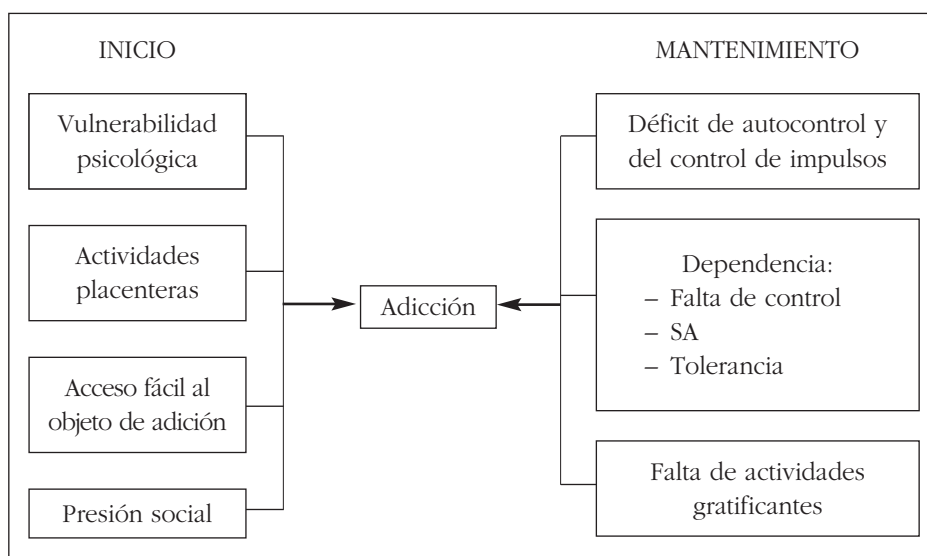 INICIO
Vulnerabilidad
psicológica
Actividades
placenteras
Acceso fácil al
objeto de adición
Presión social
Adicción
MANTENIMIENTO
Déficit de autocontrol y
del control de impulsos
Dependencia:
– Falta de control
– SA
– Tolerancia
Falta de actividades
gratificantes